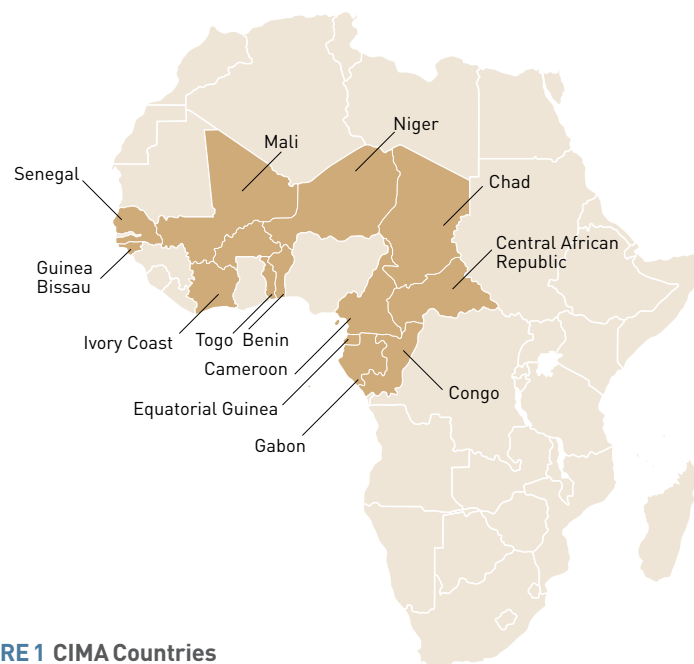 Niger
Mali
Senegal
Chad
Central African
Republic
Guinea
Bissau
Ivory Coast
Togo
Benin
Cameroon
Congo
Equatorial Guinea
Gabon
RE 1 CIMA Countries